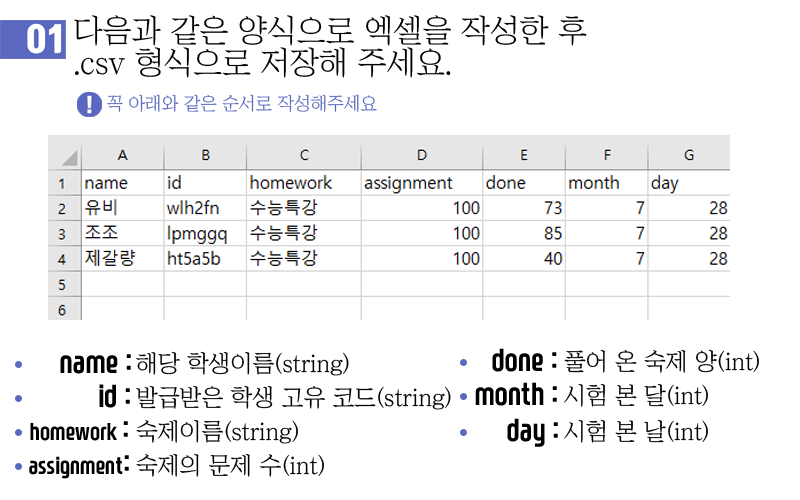 01 다음과 같은 양식으로 엑셀을 작성한 후
.csv 형식으로 저장해 주세요.
! 꼭 아래와 같은 순서로 작성해주세요
A B C D E F G
1 name id homework assignment done month day
2 유비 wlh2fn 수능특강 100 73 7 28
3 조조 lpmggq 수능특강 100 85 7 28
4 제갈량 ht5a5b 수능특강 100 40 7 28
5
6
• name : 해당 학생이름(string)
• id : 발급받은 학생 고유 코드(string)
• homework : 숙제이름(string)
• assignment: 숙제의 문제 수(int)
• done : 풀어 온 숙제 양(int)
• month : 시험 본 달(int)
• day : 시험 본 날(int)